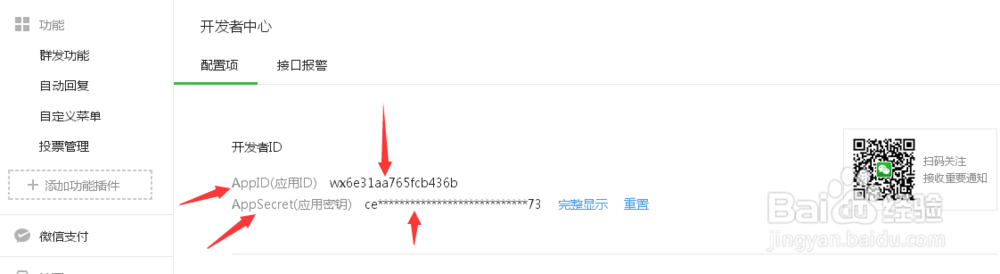 功能
群发功能
自动回复
自定义菜单
投票管理
添加功能插件
微信支付
开发者中心
配置项 接口报警
开发者ID
AppID(应用ID) wx6e31aa765fcb436b
AppSecret(应用密钥) ce****************************73 完整显示 重置
扫码关注
接收重要通知
Baidu经验
jingyan.baidu.com